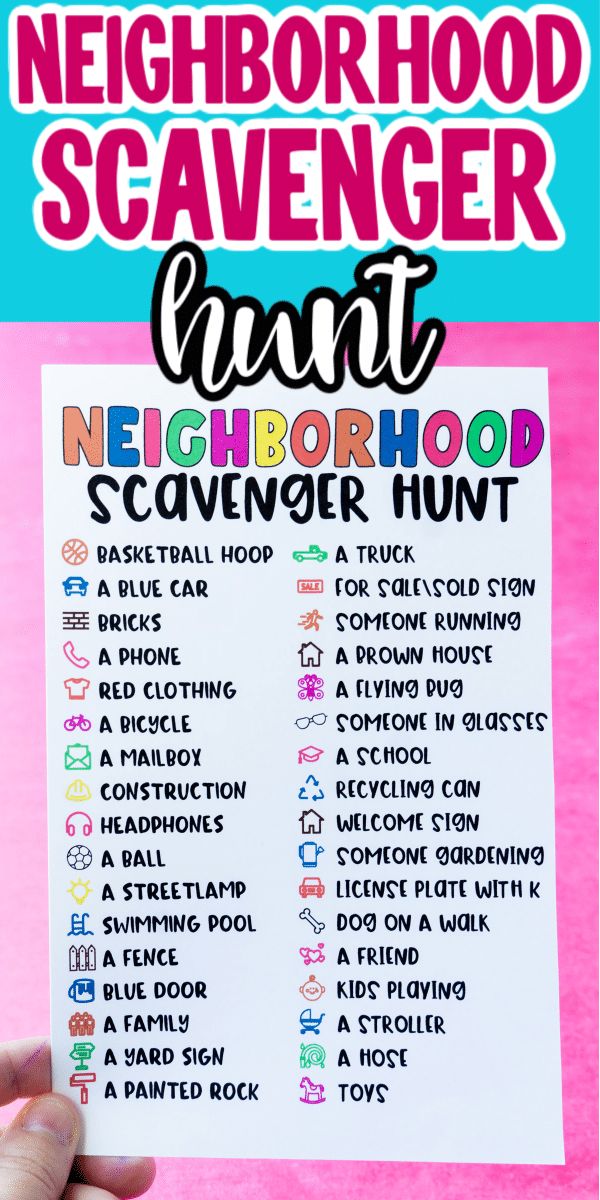 NEIGHBORHOOD
SCAVENGER
hunt
NEIGHBORHOOD
SCAVENGER HUNT
BASKETBALL HOOP
A BLUE CAR
BRICKS
A PHONE
RED CLOTHING
A BICYCLE
A MAILBOX
CONSTRUCTION
HEADPHONES
A BALL
A STREETLAMP
SWIMMING POOL
A FENCE
BLUE DOOR
A FAMILY
A YARD SIGN
A PAINTED ROCK
A TRUCK
SALE
FOR SALE\SOLD SIGN
SOMEONE RUNNING
A BROWN HOUSE
A FLYING BUG
SOMEONE IN GLASSES
A SCHOOL
RECYCLING CAN
WELCOME SIGN
SOMEONE GARDENING
LICENSE PLATE WITH K
DOG ON A WALK
A FRIEND
KIDS PLAYING
A STROLLER
A HOSE
TOYS